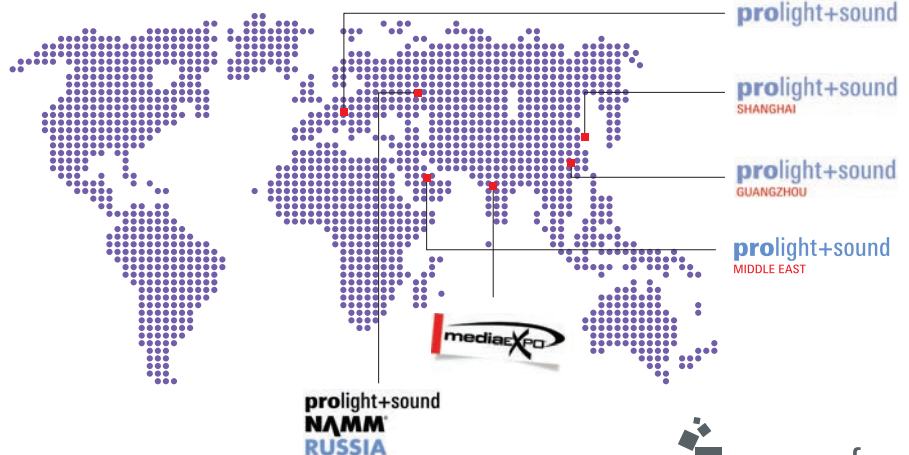 prolight+sound
prolight+sound
SHANGHAI
prolight+sound
GUANGZHOU
prolight+sound
MIDDLE EAST
mediaEXPO
prolight+sound
NAMM
RUSSIA